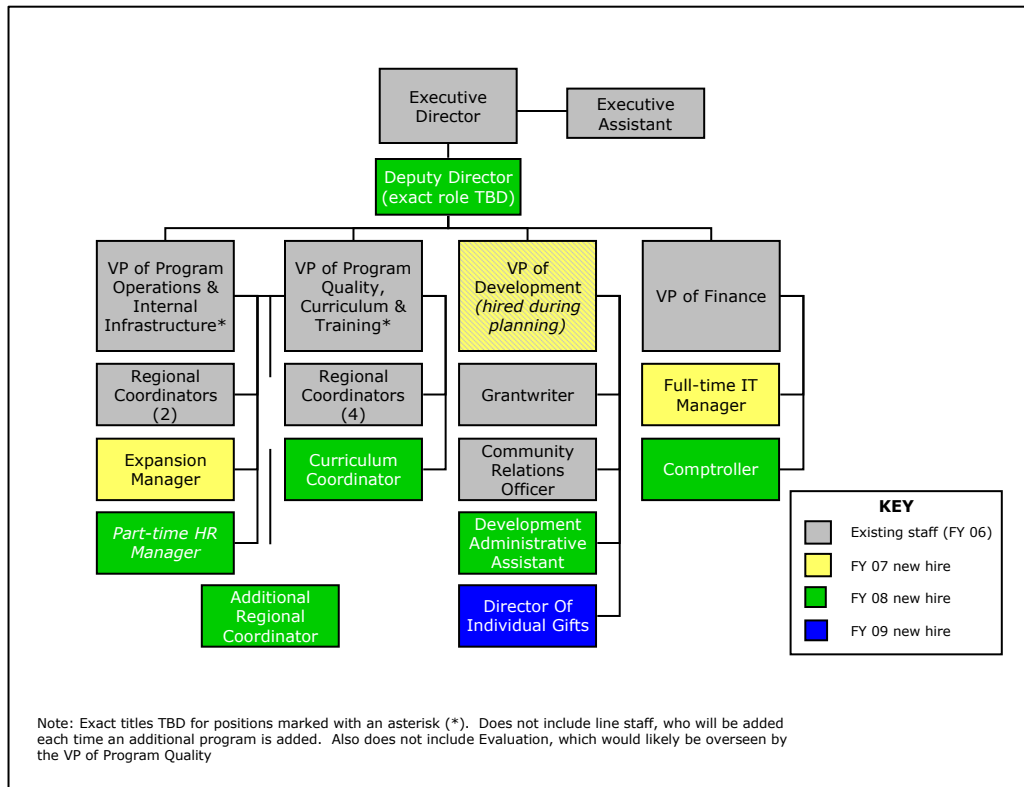 Executive
Director
Executive
Assistant
Deputy Director
(exact role TBD)
VP of Program
Operations &
Internal
Infrastructure*
VP of Program
Quality,
Curriculum &
Training*
VP of
Development
(hired during
planning)
VP of Finance
Regional
Coordinators
(2)
Regional
Coordinators
(4)
Grantwriter
Full-time IT
Manager
Expansion
Manager
Curriculum
Coordinator
Community
Relations
Officer
Comptroller
Part-time HR
Manager
Development
Administrative
Assistant
Additional
Regional
Coordinator
Director Of
Individual Gifts
KEY
Existing staff (FY 06)
FY 07 new hire
FY 08 new hire
FY 09 new hire
Note: Exact titles TBD for positions marked with an asterisk (*).  Does not include line staff, who will be added
each time an additional program is added.  Also does not include Evaluation, which would likely be overseen by
the VP of Program Quality